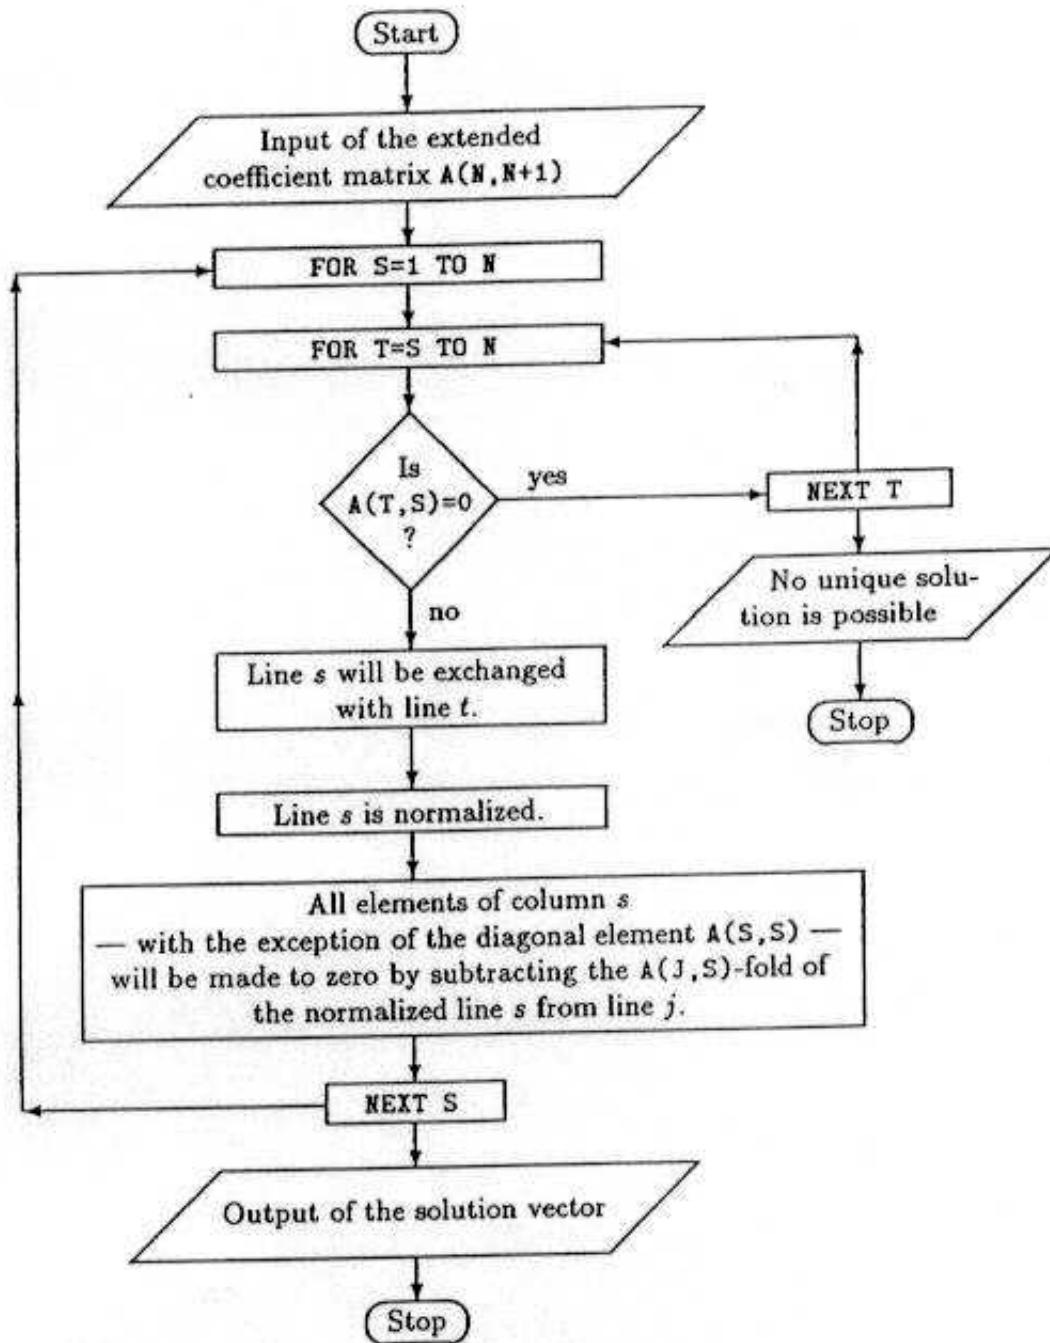 Start
Input of the extended
coefficient matrix A(N,N+1)
FOR S=1 TO N
FOR T=S TO N
Is
A(T,S)=0
?
yes
NEXT T
No unique solu-
tion is possible
Stop
no
Line s will be exchanged
with line t.
Line s is normalized.
All elements of column s
— with the exception of the diagonal element A(S,S) —
will be made to zero by subtracting the A(J,S)-fold of
the normalized line s from line j.
NEXT S
Output of the solution vector
Stop